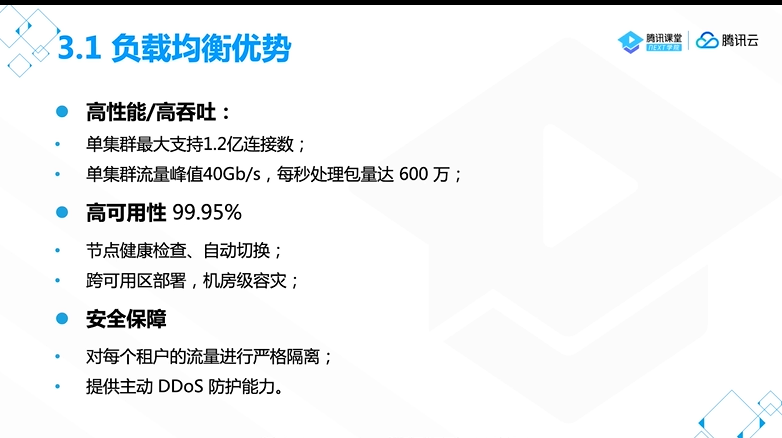 3.1 负载均衡优势
腾讯课堂
NEXT学院
腾讯云
高性能/高吞吐：
单集群最大支持1.2亿连接数；
单集群流量峰值40Gb/s，每秒处理包量达 600 万；
高可用性 99.95%
节点健康检查、自动切换；
跨可用区部署，机房级容灾；
安全保障
对每个租户的流量进行严格隔离；
提供主动 DDoS 防护能力。